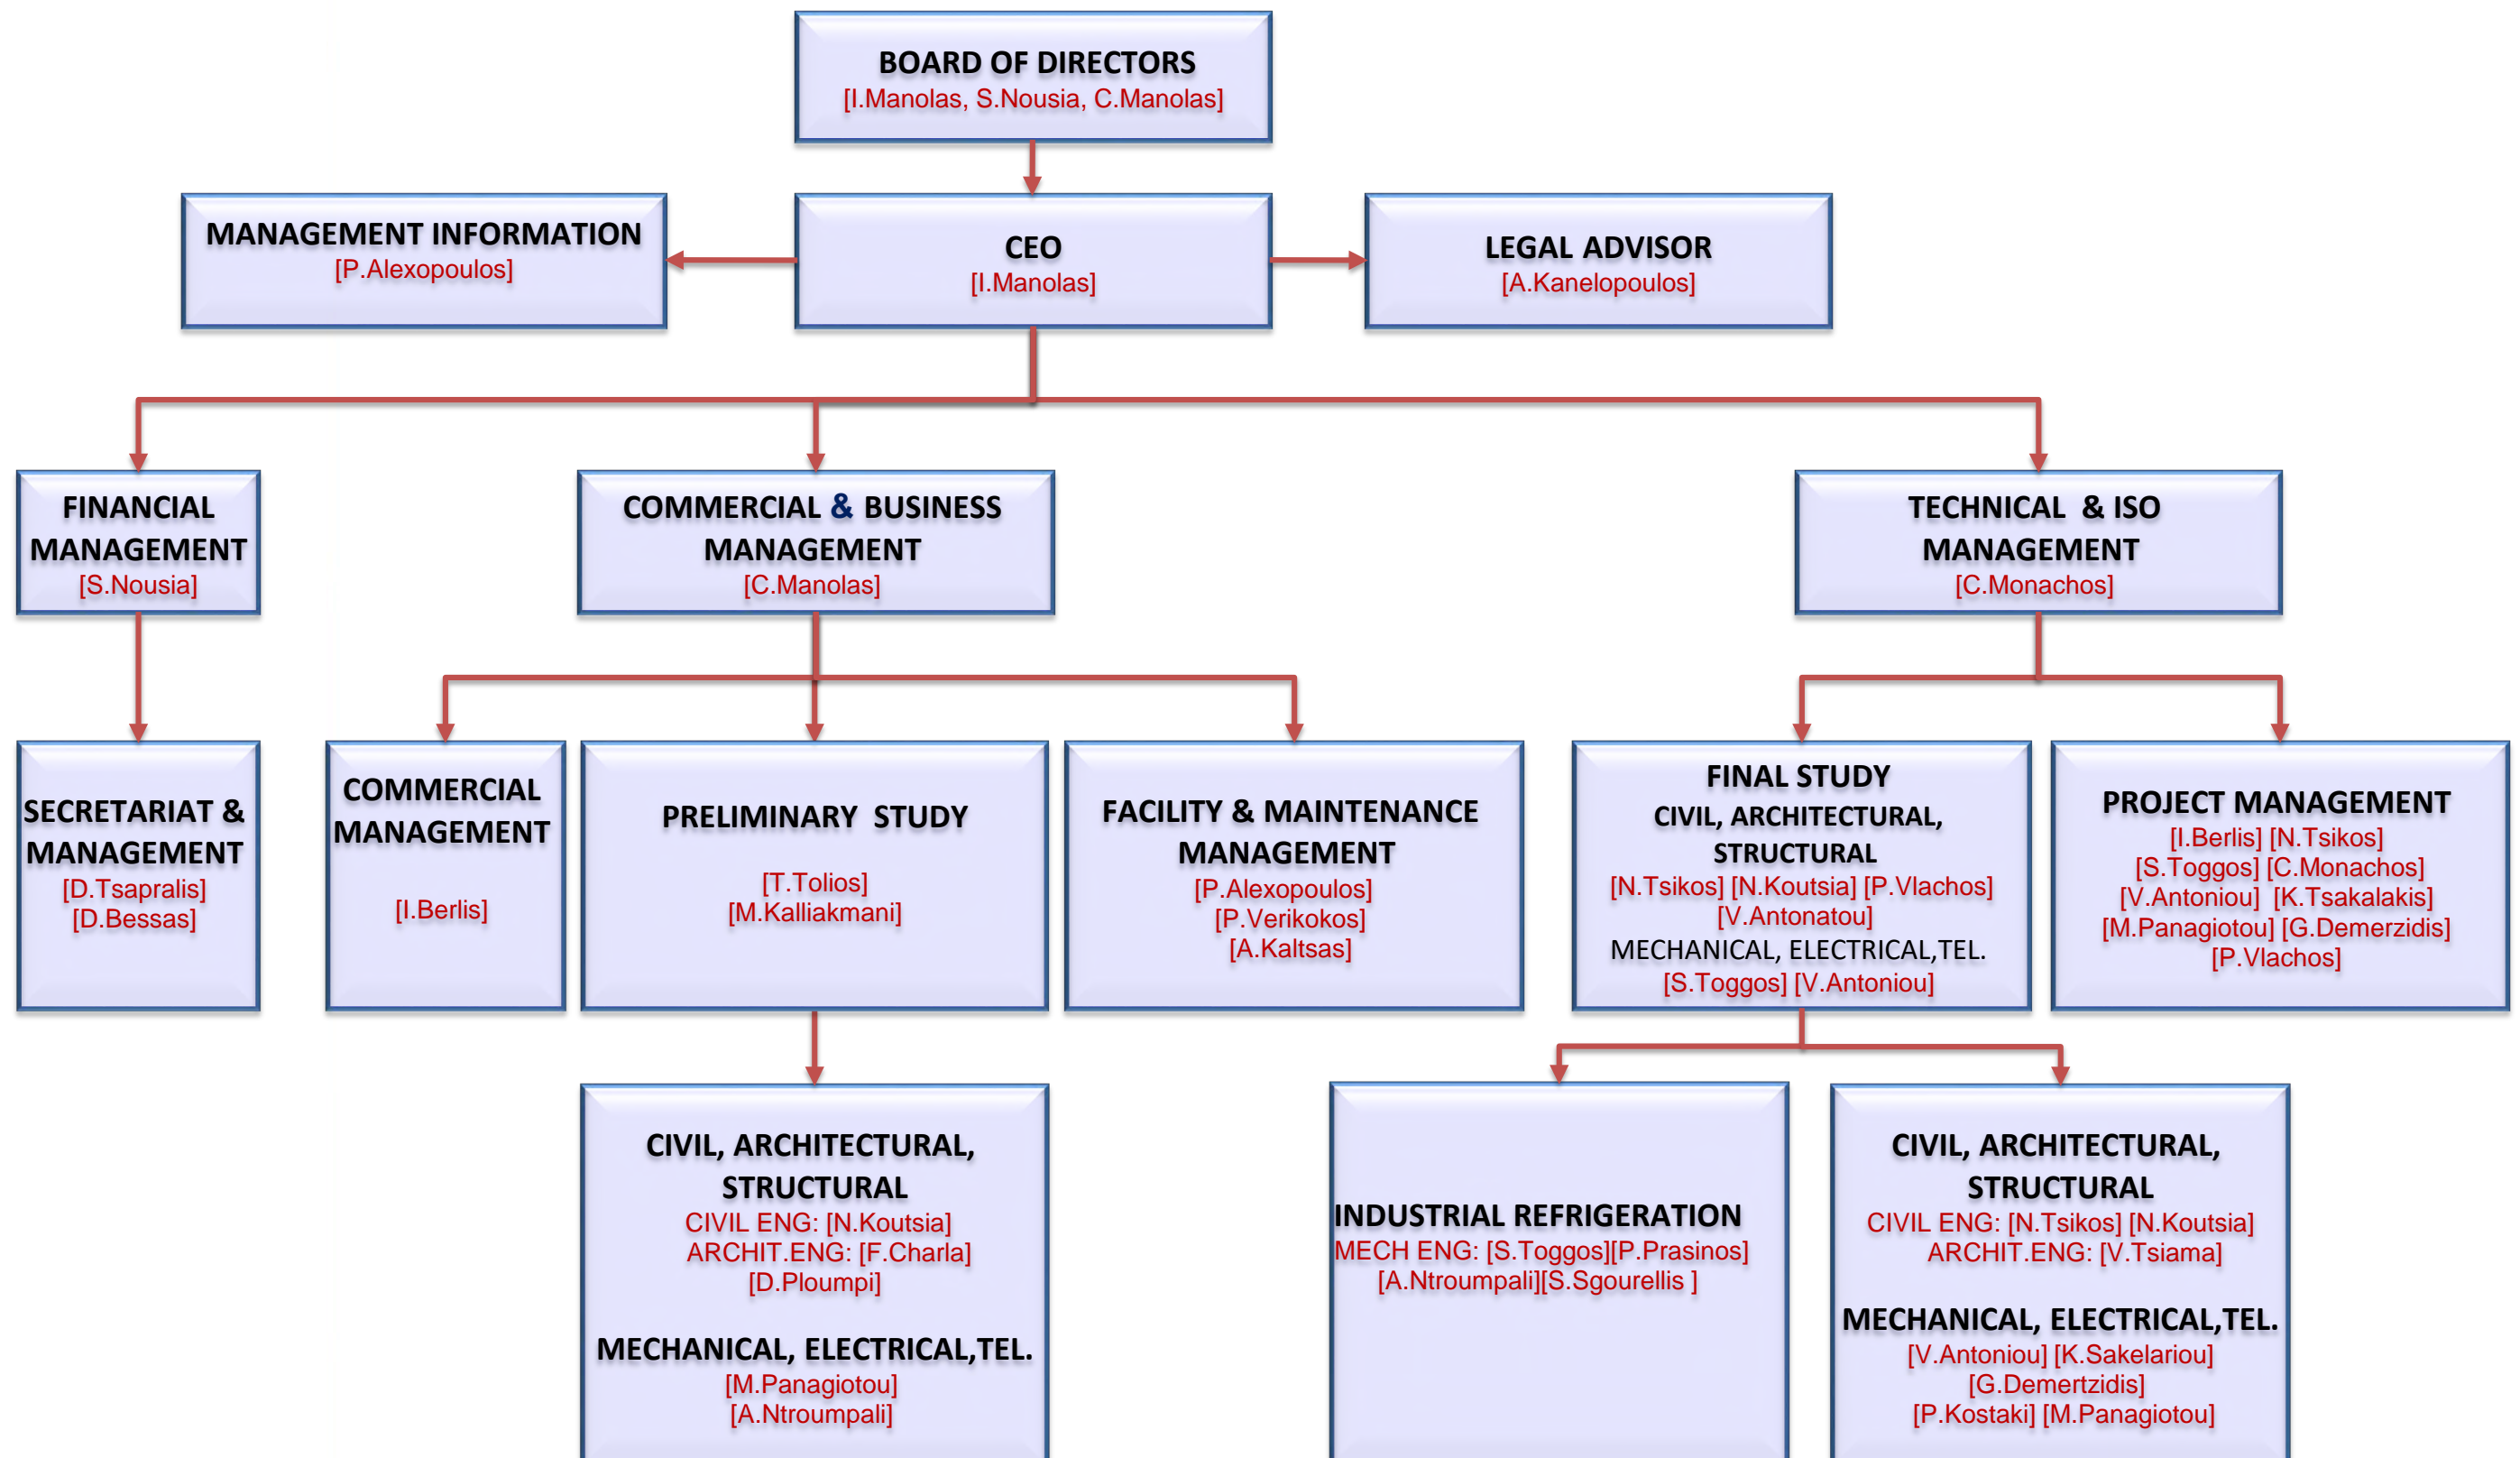 BOARD OF DIRECTORS
[I.Manolas, S.Nousia, C.Manolas]
MANAGEMENT INFORMATION
[P.Alexopoulos]
CEO
[I.Manolas]
LEGAL ADVISOR
[A.Kanelopoulos]
FINANCIAL
MANAGEMENT
[S.Nousia]
COMMERCIAL & BUSINESS
MANAGEMENT
[C.Manolas]
TECHNICAL & ISO
MANAGEMENT
[C.Monachos]
SECRETARIAT &
MANAGEMENT
[D.Tsapralis]
[D.Bessas]
COMMERCIAL
MANAGEMENT
[I.Berlis]
PRELIMINARY STUDY
[T.Tolios]
[M.Kalliakmani]
FACILITY & MAINTENANCE
MANAGEMENT
[P.Alexopoulos]
[P.Verikokos]
[A.Kaltsas]
FINAL STUDY
CIVIL, ARCHITECTURAL,
STRUCTURAL
[N.Tsikos] [N.Koutsia] [P.Vlachos]
[V.Antonatou]
MECHANICAL, ELECTRICAL,TEL.
[S.Toggos] [V.Antoniou]
PROJECT MANAGEMENT
[I.Berlis] [N.Tsikos]
[S.Toggos] [C.Monachos]
[V.Antoniou] [K.Tsakalakis]
[M.Panagiotou] [G.Demerzidis]
[P.Vlachos]
CIVIL, ARCHITECTURAL,
STRUCTURAL
CIVIL ENG: [N.Koutsia]
ARCHIT.ENG: [F.Charla]
[D.Ploumpi]
MECHANICAL, ELECTRICAL,TEL.
[M.Panagiotou]
[A.Ntroumpali]
INDUSTRIAL REFRIGERATION
MECH ENG: [S.Toggos][P.Prasinos]
[A.Ntroumpali][S.Sgourellis ]
CIVIL, ARCHITECTURAL,
STRUCTURAL
CIVIL ENG: [N.Tsikos] [N.Koutsia]
ARCHIT.ENG: [V.Tsiama]
MECHANICAL, ELECTRICAL,TEL.
[V.Antoniou] [K.Sakelariou]
[G.Demertzidis]
[P.Kostaki] [M.Panagiotou]